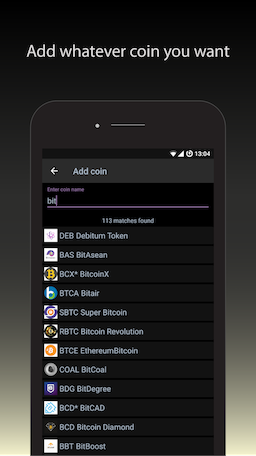 Add whatever coin you want
13:04
Add coin
Enter coin name
bit
113 matches found
DEB Debitum Token
BAS BitAsean
BCX* BitcoinX
BTCA Bitair
SBTC Super Bitcoin
RBTC Bitcoin Revolution
BTCE EthereumBitcoin
COAL BitCoal
BDG BitDegree
BCD* BitCAD
BCD Bitcoin Diamond
BBT BitBoost